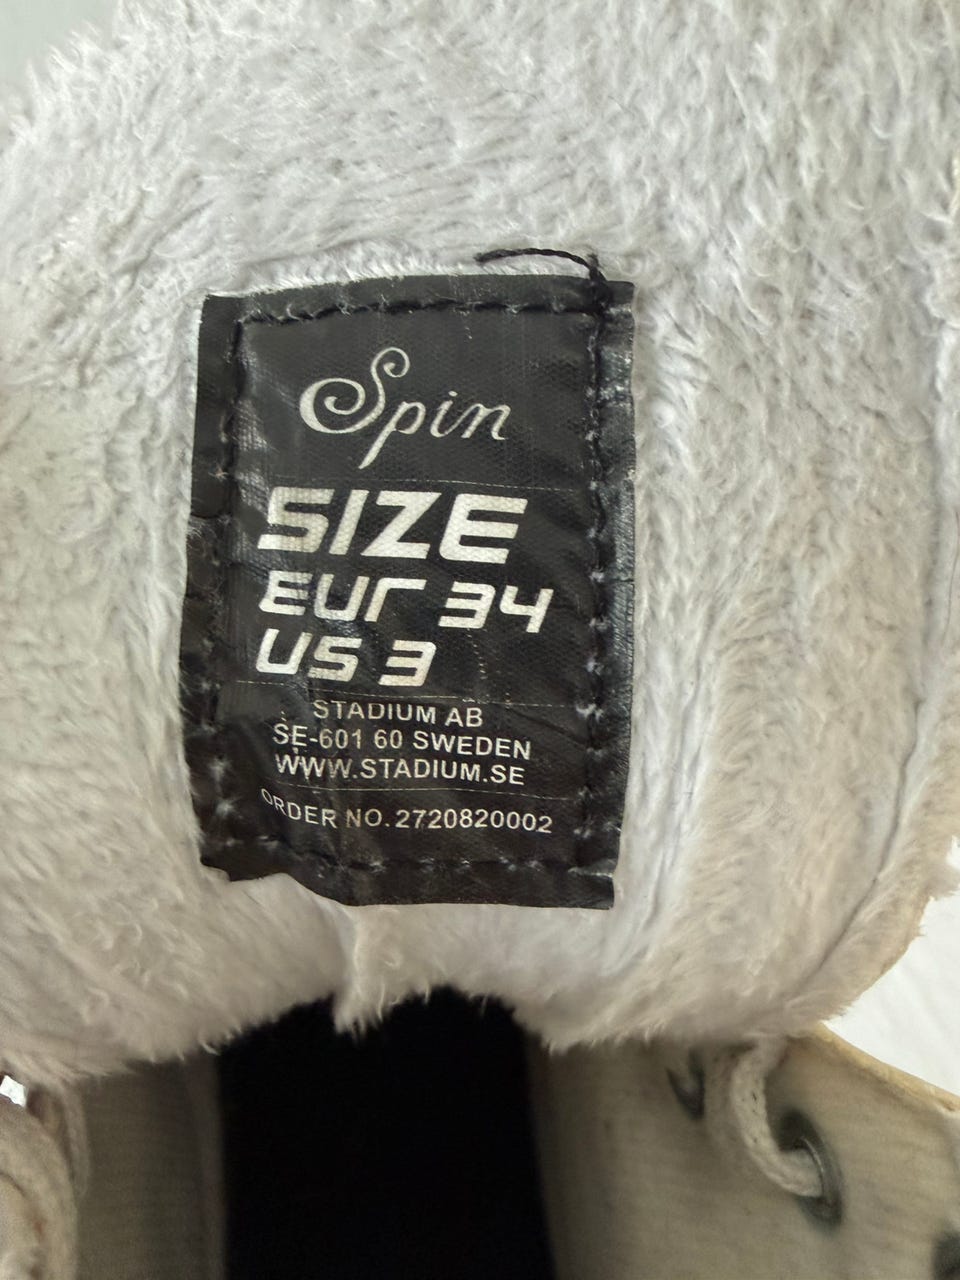 Spin
SIZE
EUR 34
US 3
STADIUM AB
SE-601 60 SWEDEN
WWW.STADIUM.SE
ORDER NO. 2720820002